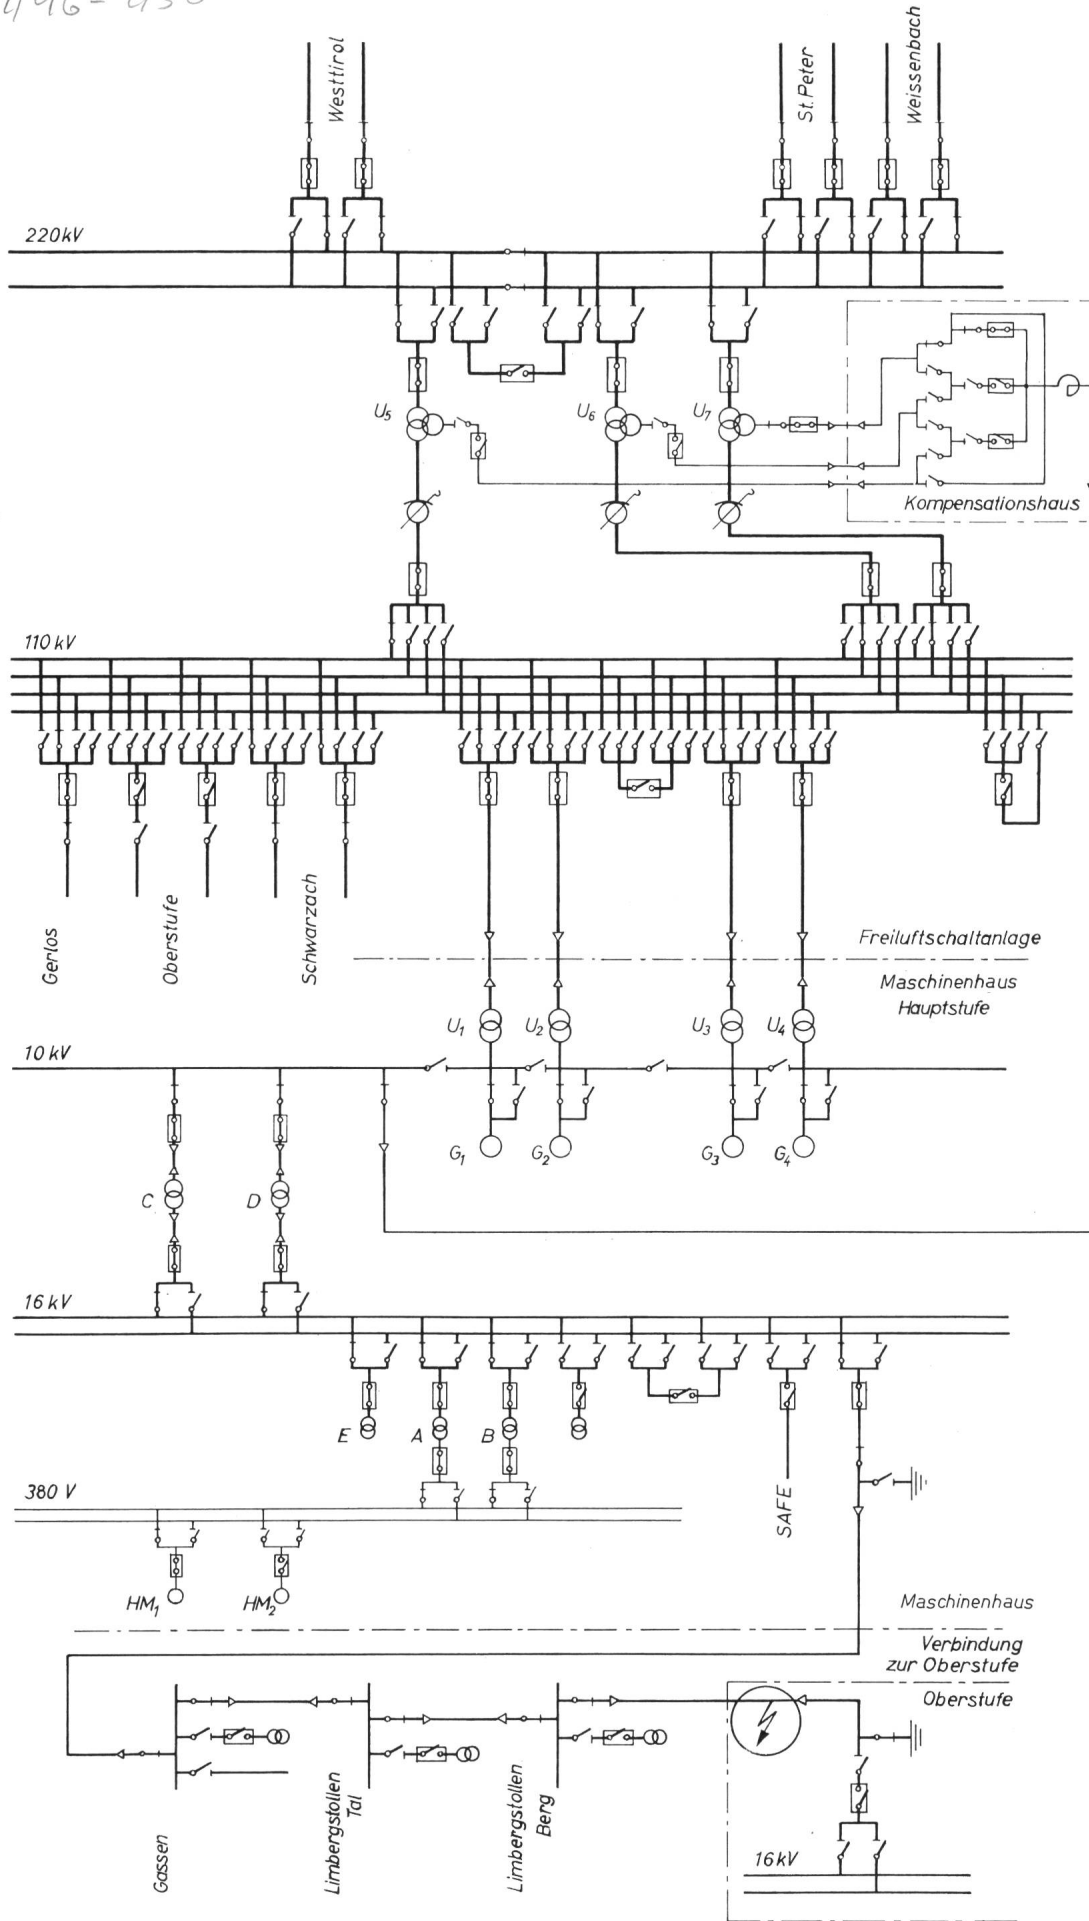 Westtirol
St. Peter
Weissenbach
220kV
U5
U6
U7
Kompensationshaus
110 kV
Gerlos
Oberstufe
Schwarzach
Freiluftschaltanlage
Maschinenhaus
Hauptstufe
U1
U2
U3
U4
10 kV
G1
G2
G3
G4
C
D
16 kV
E
A
B
380 V
SAFE
HM1
HM2
Maschinenhaus
Verbindung
zur Oberstufe
Oberstufe
Gassen
Limbergstollen
Tal
Limbergstollen
Berg
16kV